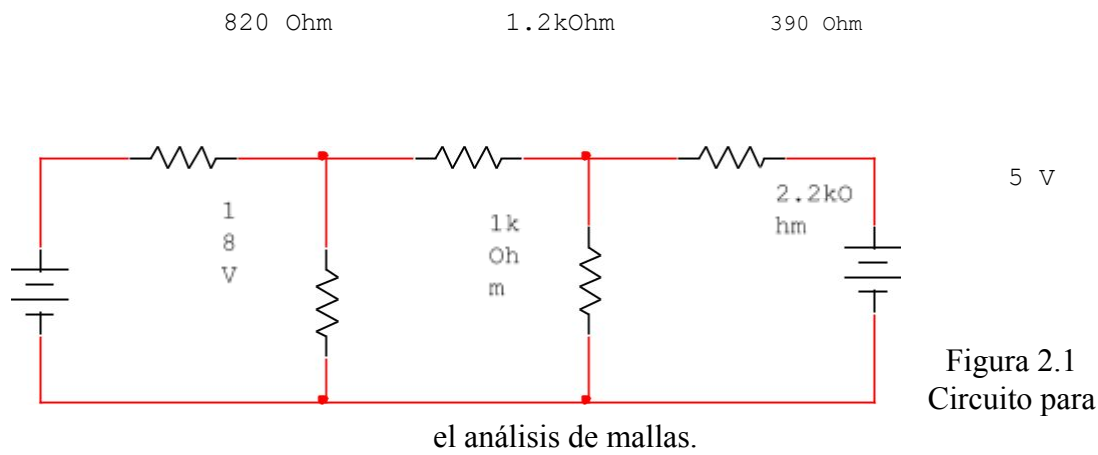 820 Ohm 1.2kOhm 390 Ohm
5 V
2.2kO
hm
1
8
V
1k
Oh
m
Figura 2.1
Circuito para
el análisis de mallas.